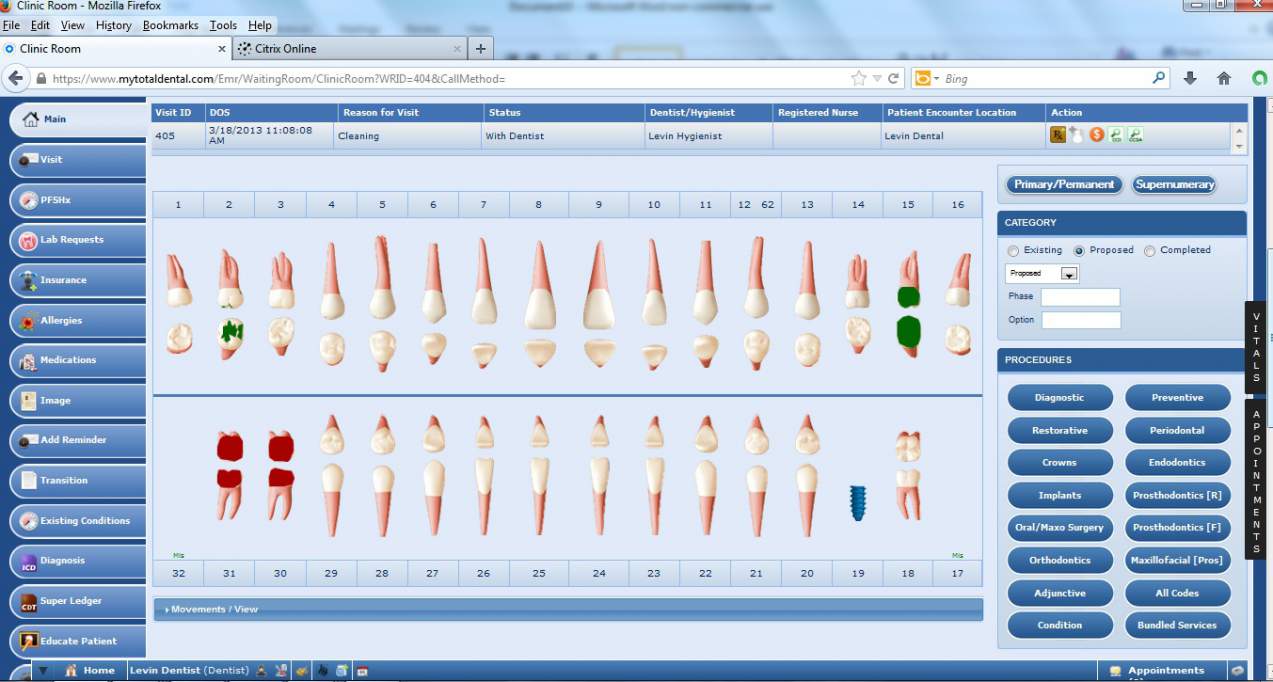 Clinic Room - Mozilla Firefox
File Edit View History Bookmarks Tools Help
Clinic Room × Citrix Online × +
https://www.mytotaldental.com/Emr/WaitingRoom/ClinicRoom?WRID=404&CallMethod= Bing
Visit ID DOS Reason for Visit Status Dentist/Hygienist Registered Nurse Patient Encounter Location Action
405 3/18/2013 11:08:08 AM Cleaning With Dentist Levin Hygienist Levin Dental
Main
Visit
PFSHx
Lab Requests
Insurance
Allergies
Medications
Image
Add Reminder
Transition
Existing Conditions
ICD Diagnosis
CDT Super Ledger
Educate Patient
1 2 3 4 5 6 7 8 9 10 11 12 62 13 14 15 16
Mis Mis
32 31 30 29 28 27 26 25 24 23 22 21 20 19 18 17
Movements / View
Primary/Permanent Supernumerary
CATEGORY
Existing Proposed Completed
Proposed
Phase
Option
PROCEDURES
Diagnostic Preventive
Restorative Periodontal
Crowns Endodontics
Implants Prosthodontics [R]
Oral/Maxo Surgery Prosthodontics [F]
Orthodontics Maxillofacial [Pros]
Adjunctive All Codes
Condition Bundled Services
VITALS
APPOINTMENTS
Home Levin Dentist (Dentist) Appointments